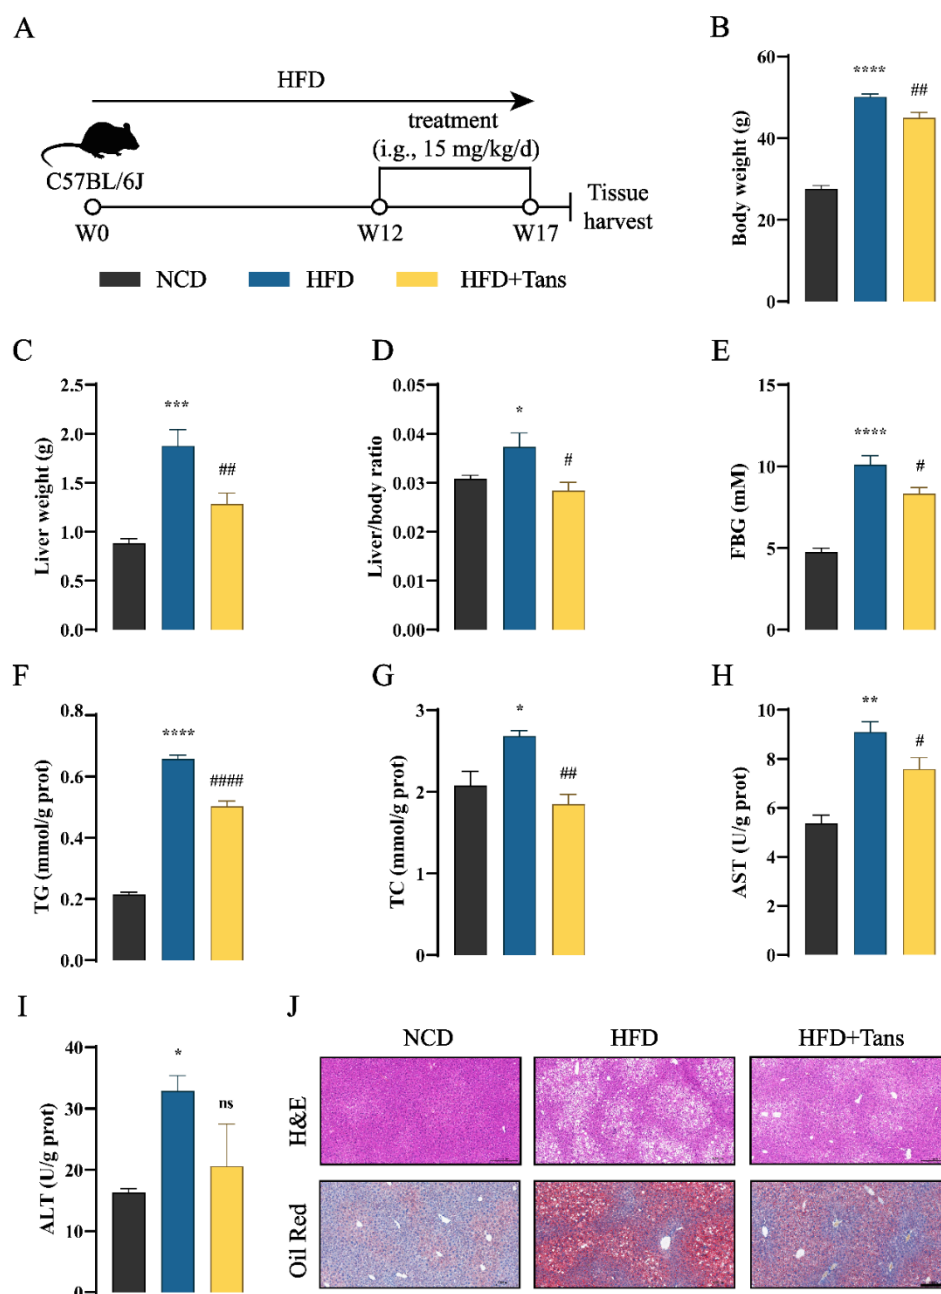 A
HFD
treatment
(i.g., 15 mg/kg/d)
C57BL/6J
Tissue
harvest
W0
W12
W17
NCD
HFD
HFD+Tans
B
Body weight (g)
60
40
20
0
****
##
C
Liver weight (g)
2.5
2.0
1.5
1.0
0.5
0.0
***
##
D
Liver/body ratio
0.05
0.04
0.03
0.02
0.01
0.00
*
#
E
FBG (mM)
15
10
5
0
****
#
F
TG (mmol/g prot)
0.8
0.6
0.4
0.2
0.0
****
####
G
TC (mmol/g prot)
3
2
1
0
*
##
H
AST (U/g prot)
10
8
6
4
2
0
**
#
I
ALT (U/g prot)
40
30
20
10
0
*
ns
J
NCD
HFD
HFD+Tans
H&E
Oil Red